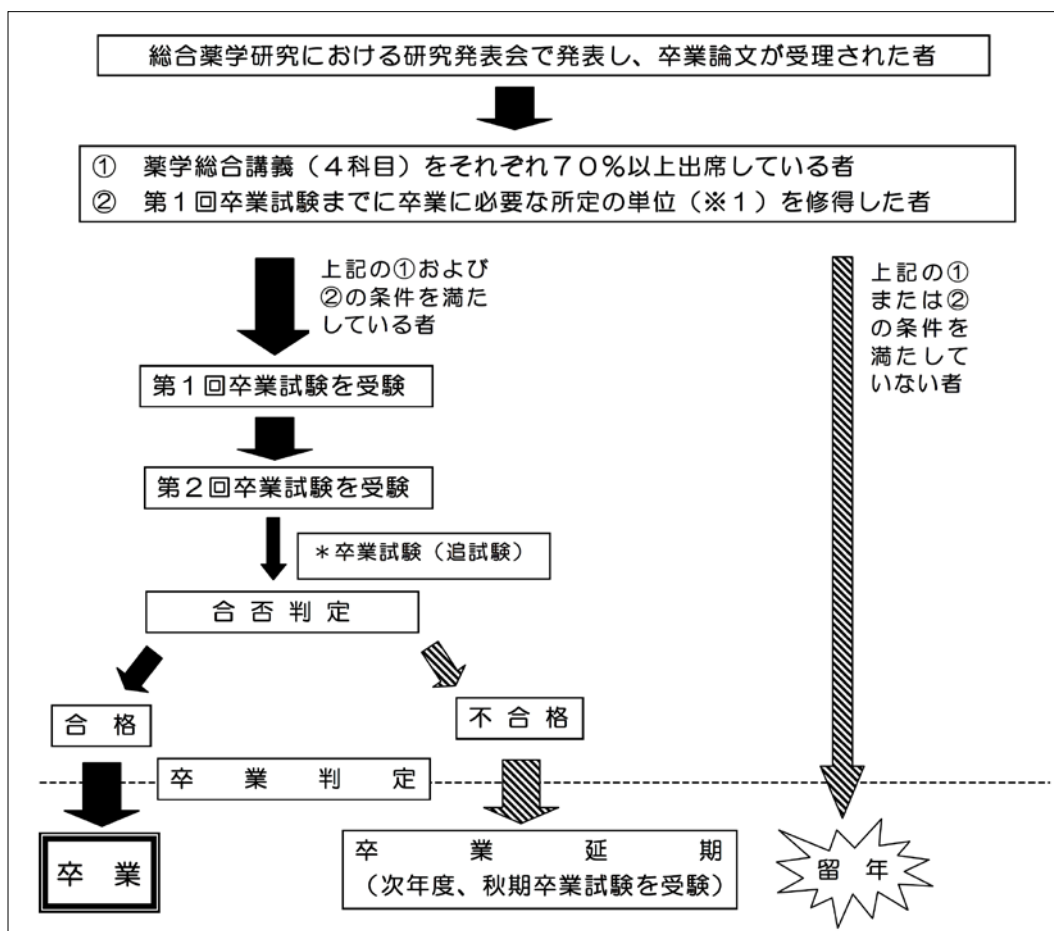 総合薬学研究における研究発表会で発表し、卒業論文が受理された者
① 薬学総合講義（４科目）をそれぞれ７０％以上出席している者
② 第１回卒業試験までに卒業に必要な所定の単位（※１）を修得した者
上記の①および
②の条件を満た
している者
上記の①
または②
の条件を
満たして
いない者
第１回卒業試験を受験
第２回卒業試験を受験
＊卒業試験（追試験）
合否判定
合格
不合格
卒業判定
卒業
卒業延期
（次年度、秋期卒業試験を受験）
留年